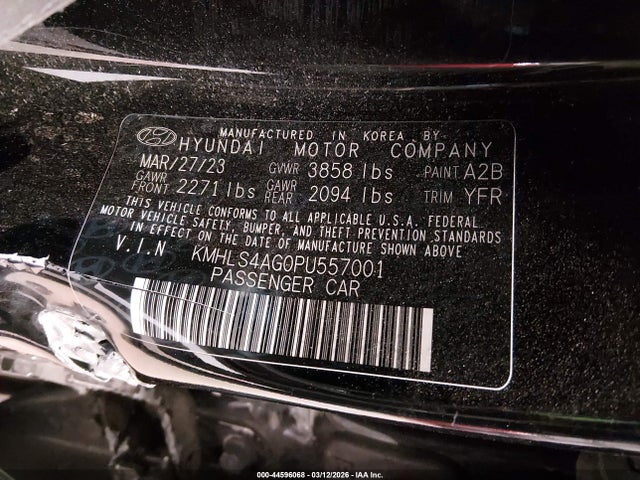 MANUFACTURED IN KOREA BY
HYUNDAI MOTOR COMPANY
MAR/27/23 GVWR 3858 lbs PAINT A2B
GAWR FRONT 2271 lbs GAWR REAR 2094 lbs TRIM YFR
THIS VEHICLE CONFORMS TO ALL APPLICABLE U.S.A. FEDERAL
MOTOR VEHICLE SAFETY, BUMPER, AND THEFT PREVENTION STANDARDS
IN EFFECT ON THE DATE OF MANUFACTURE SHOWN ABOVE
V.I.N KMHLS4AG0PU557001
PASSENGER CAR
000-44596068 - 03/12/2026 - IAA Inc.